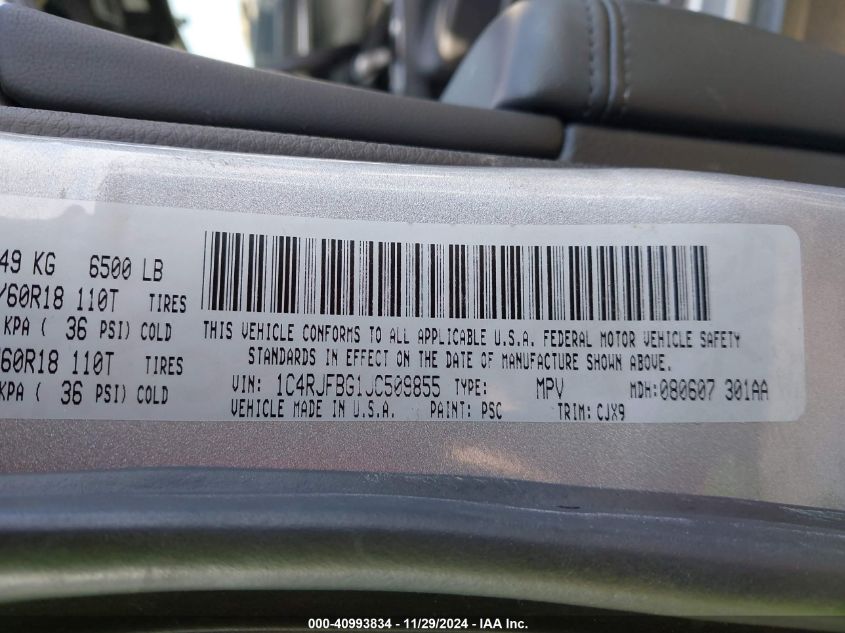 49 KG 6500 LB
/60R18 110T TIRES
KPA ( 36 PSI) COLD
/60R18 110T TIRES
KPA ( 36 PSI) COLD
THIS VEHICLE CONFORMS TO ALL APPLICABLE U.S.A. FEDERAL MOTOR VEHICLE SAFETY
STANDARDS IN EFFECT ON THE DATE OF MANUFACTURE SHOWN ABOVE.
VIN: 1C4RJFBG1JC509855 TYPE: MPV MDH:080607 301AA
VEHICLE MADE IN U.S.A. PAINT: PSC TRIM: CJX9
000-40993834 - 11/29/2024 - IAA Inc.